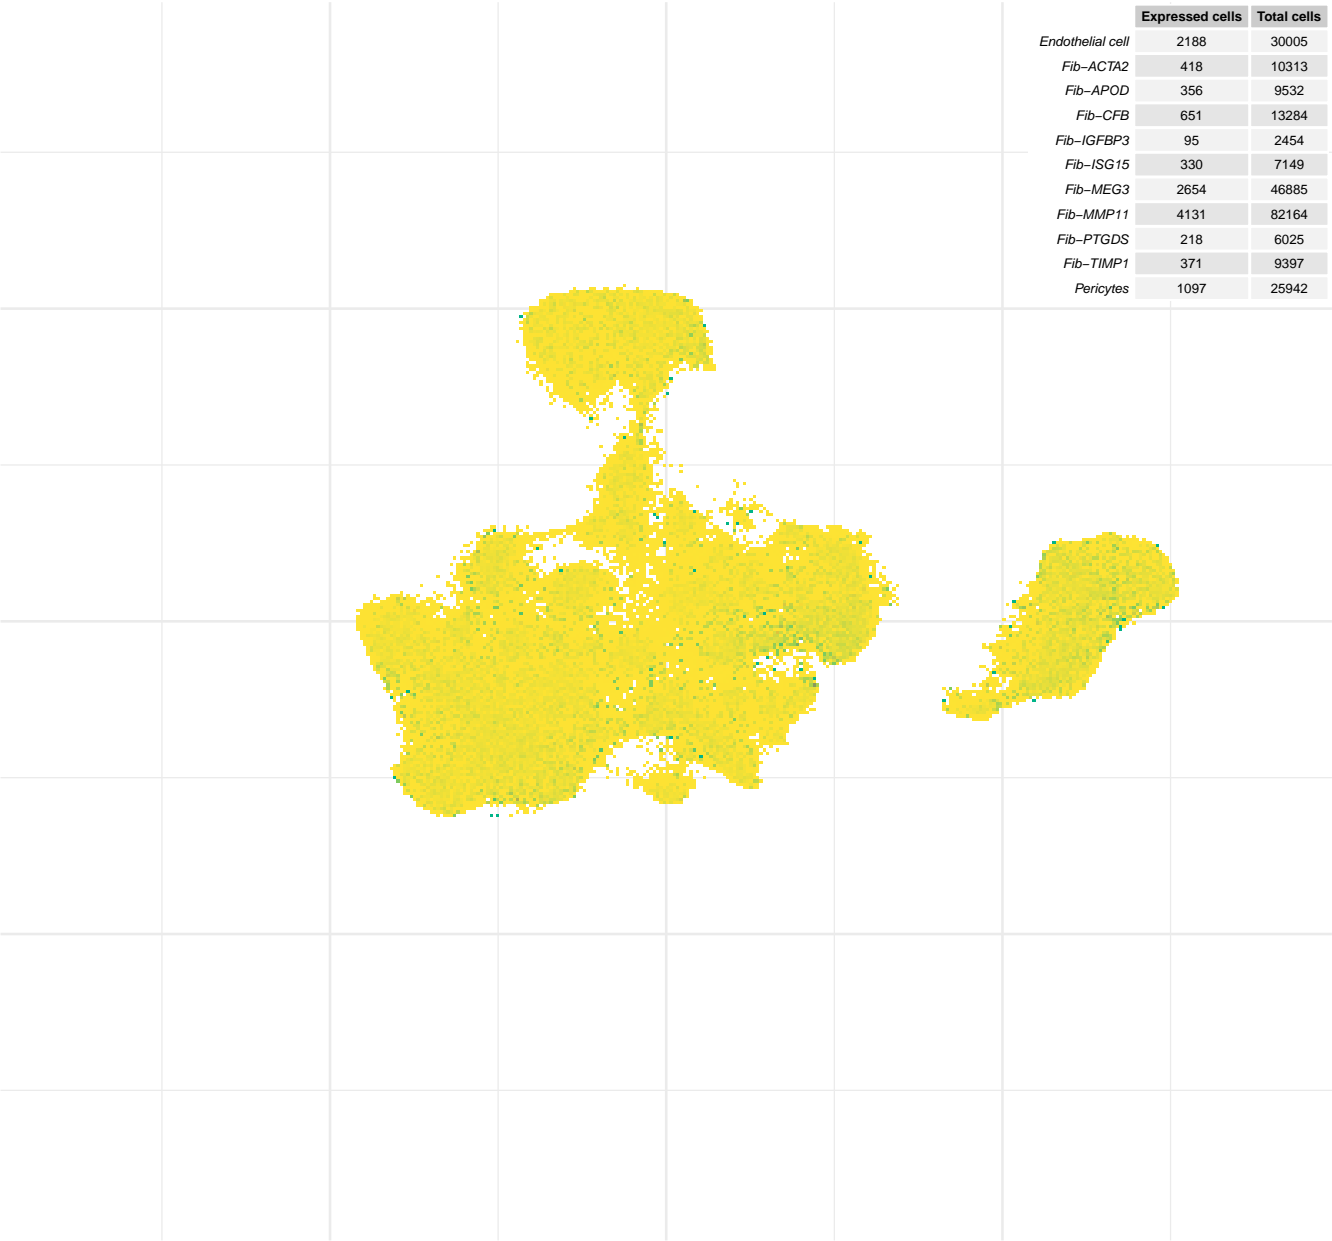 Expressed cells Total cells
Endothelial cell 2188 30005
Fib−ACTA2 418 10313
Fib−APOD 356 9532
Fib−CFB 651 13284
Fib−IGFBP3 95 2454
Fib−ISG15 330 7149
Fib−MEG3 2654 46885
Fib−MMP11 4131 82164
Fib−PTGDS 218 6025
Fib−TIMP1 371 9397
Pericytes 1097 25942